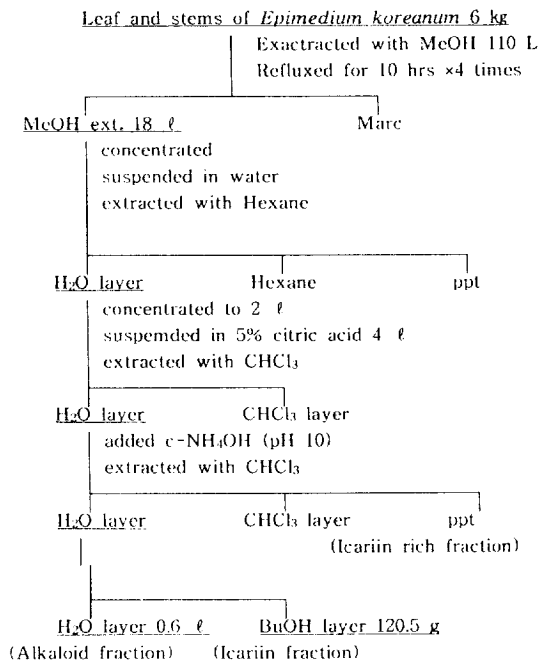 Leaf and stems of Epimedium koreanum 6 kg
Exactracted with MeOH 110 L
Refluxed for 10 hrs ×4 times
MeOH ext. 18 ℓ Marc
concentrated
suspended in water
extracted with Hexane
H₂O layer Hexane ppt
concentrated to 2 ℓ
suspemded in 5% citric acid 4 ℓ
extracted with CHCl₃
H₂O layer CHCl₃ layer
added c-NH₄OH (pH 10)
extracted with CHCl₃
H₂O layer CHCl₃ layer ppt
(Icariin rich fraction)
H₂O layer 0.6 ℓ BuOH layer 120.5 g
(Alkaloid fraction) (Icariin fraction)